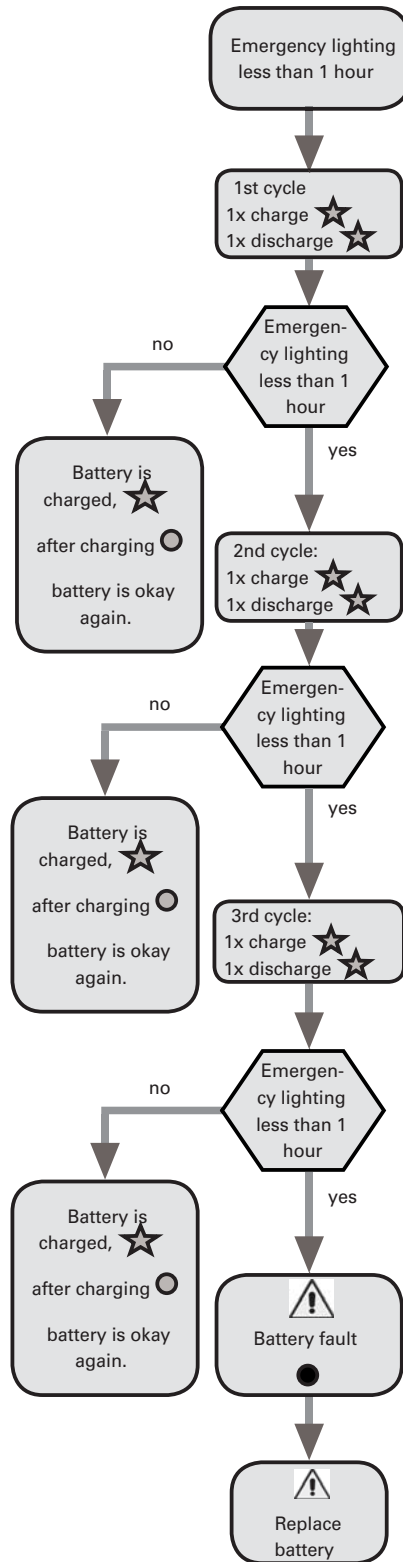 Emergency lighting
less than 1 hour
1st cycle
1x charge
1x discharge
Emergen-
cy lighting
less than 1
hour
no
yes
Battery is
charged,
after charging
battery is okay
again.
2nd cycle:
1x charge
1x discharge
Emergen-
cy lighting
less than 1
hour
no
yes
Battery is
charged,
after charging
battery is okay
again.
3rd cycle:
1x charge
1x discharge
Emergen-
cy lighting
less than 1
hour
no
yes
Battery is
charged,
after charging
battery is okay
again.
Battery fault
Replace
battery